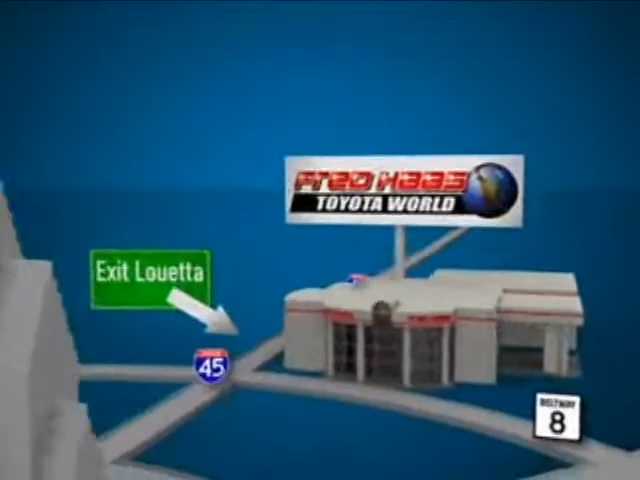 Fred Haas
TOYOTA WORLD
Exit Louetta
45
BELTWAY
8